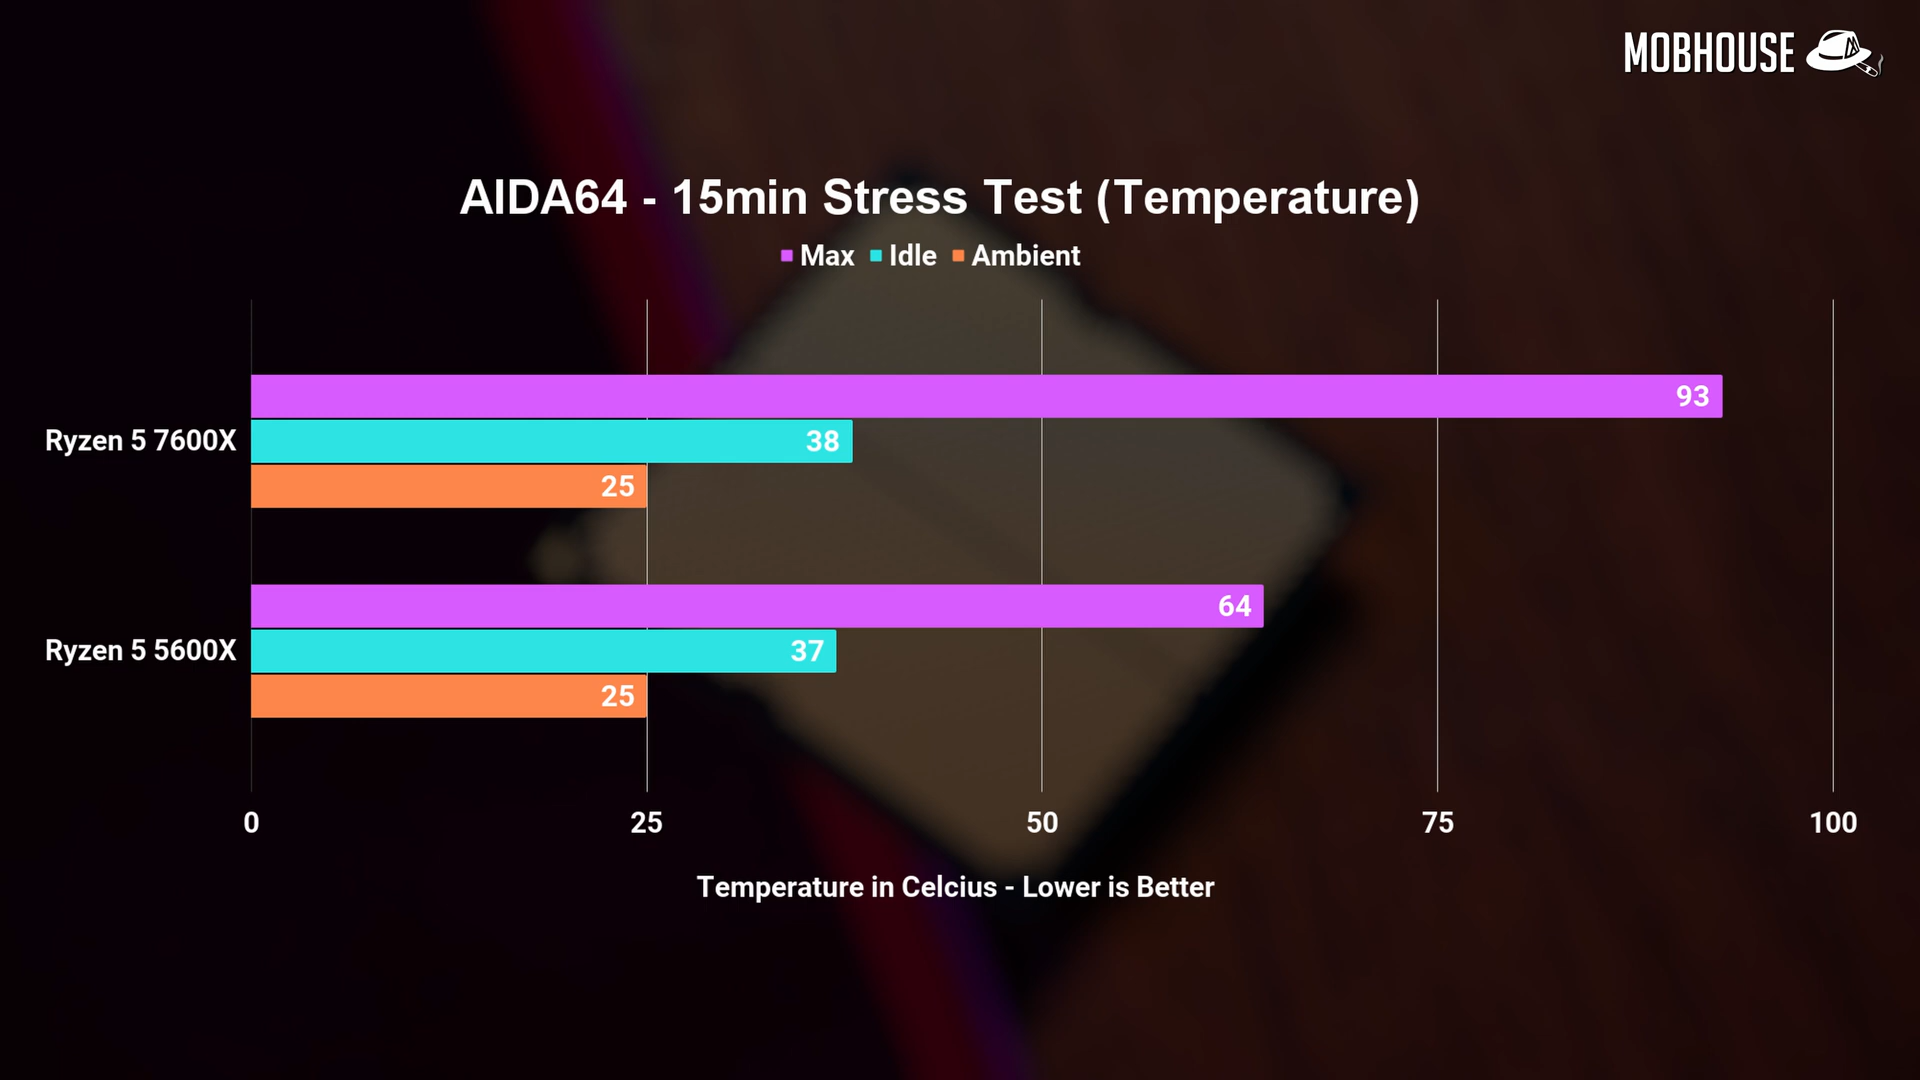 MOBHOUSE
AIDA64 - 15min Stress Test (Temperature)
Max Idle Ambient
93
Ryzen 5 7600X 38
25
64
Ryzen 5 5600X 37
25
0 25 50 75 100
Temperature in Celcius - Lower is Better